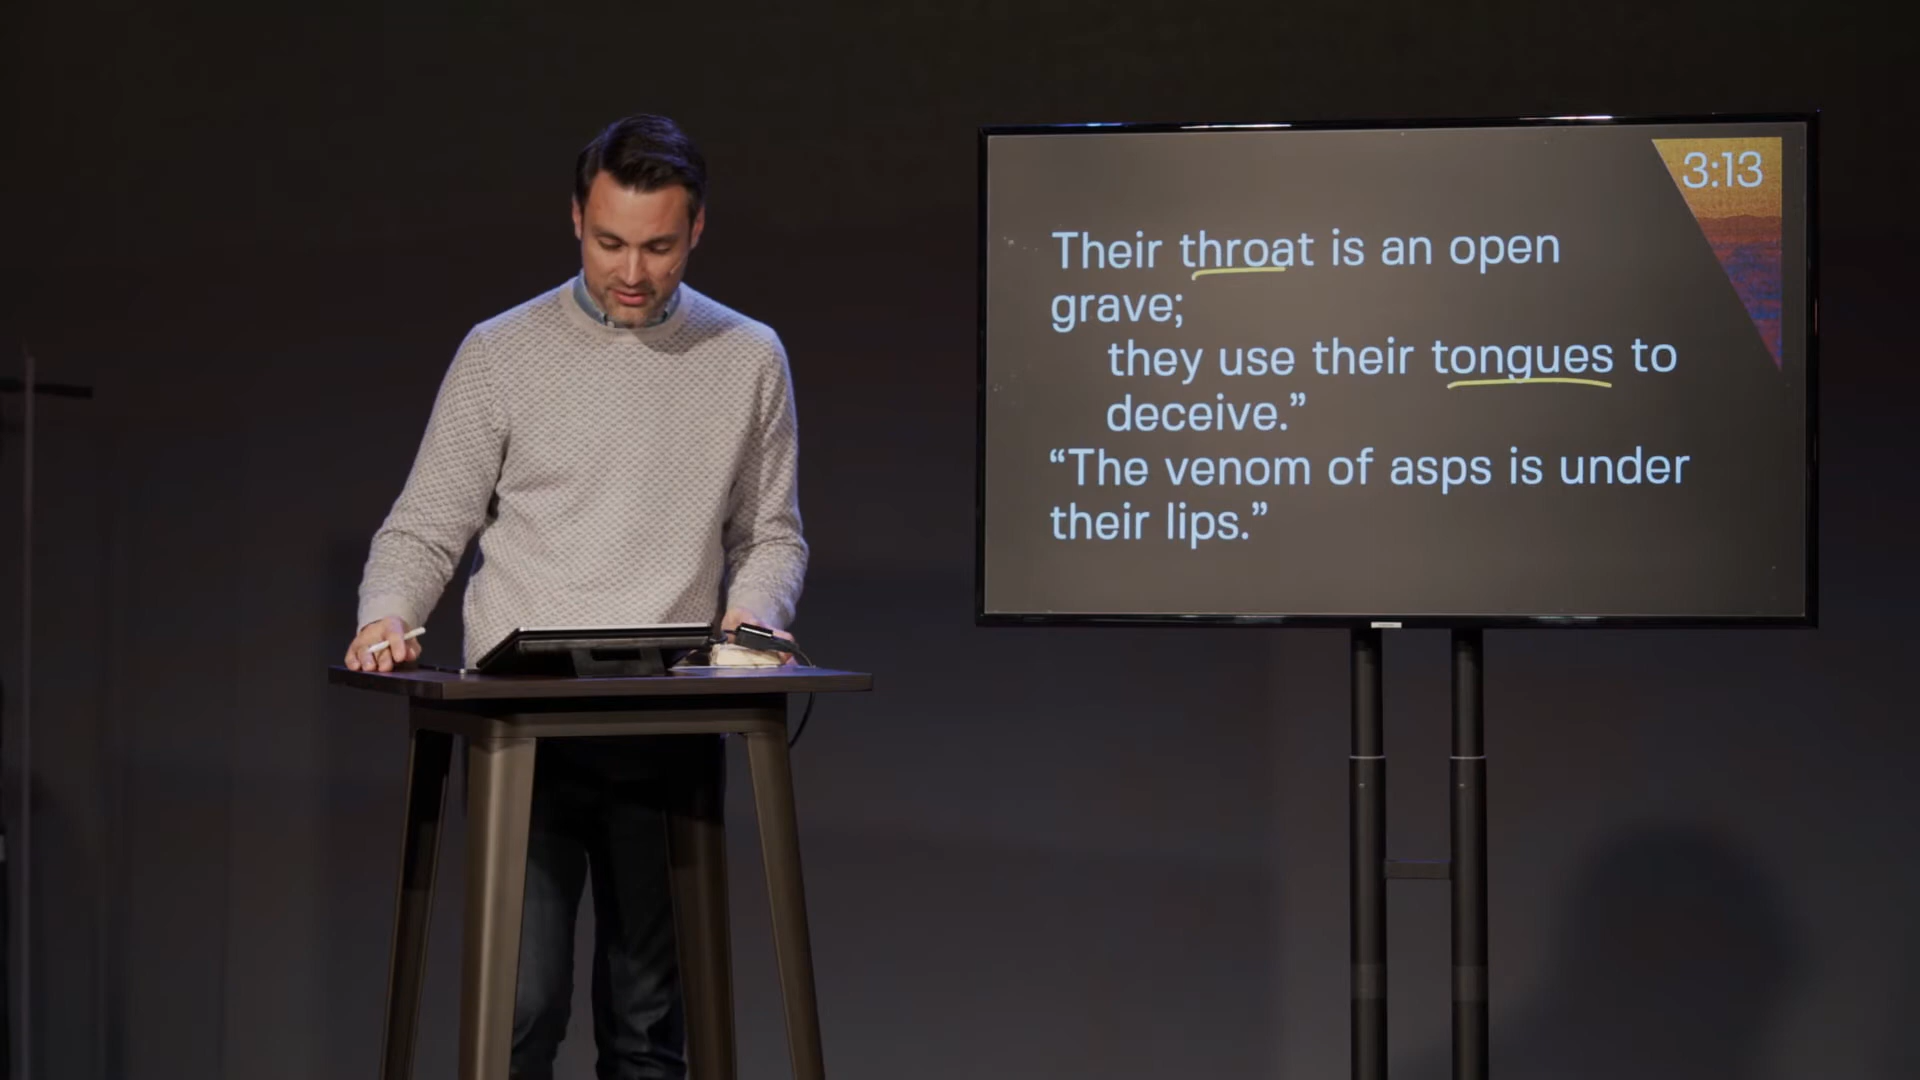 3:13
Their throat is an open
grave;
they use their tongues to
deceive.”
“The venom of asps is under
their lips.”